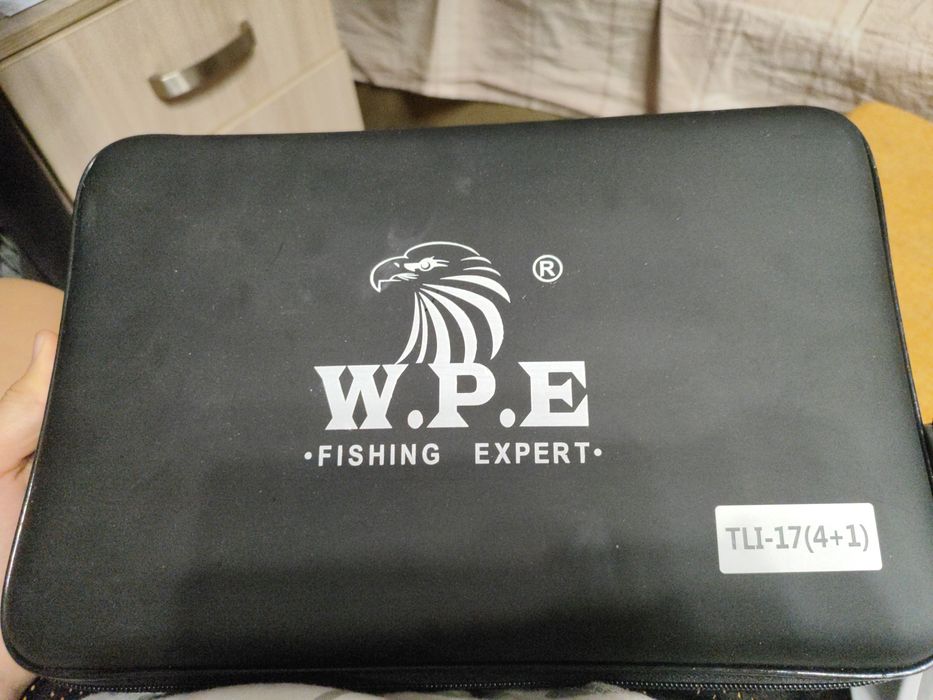 ®
W.P.E
•FISHING EXPERT•
TLI-17(4+1)